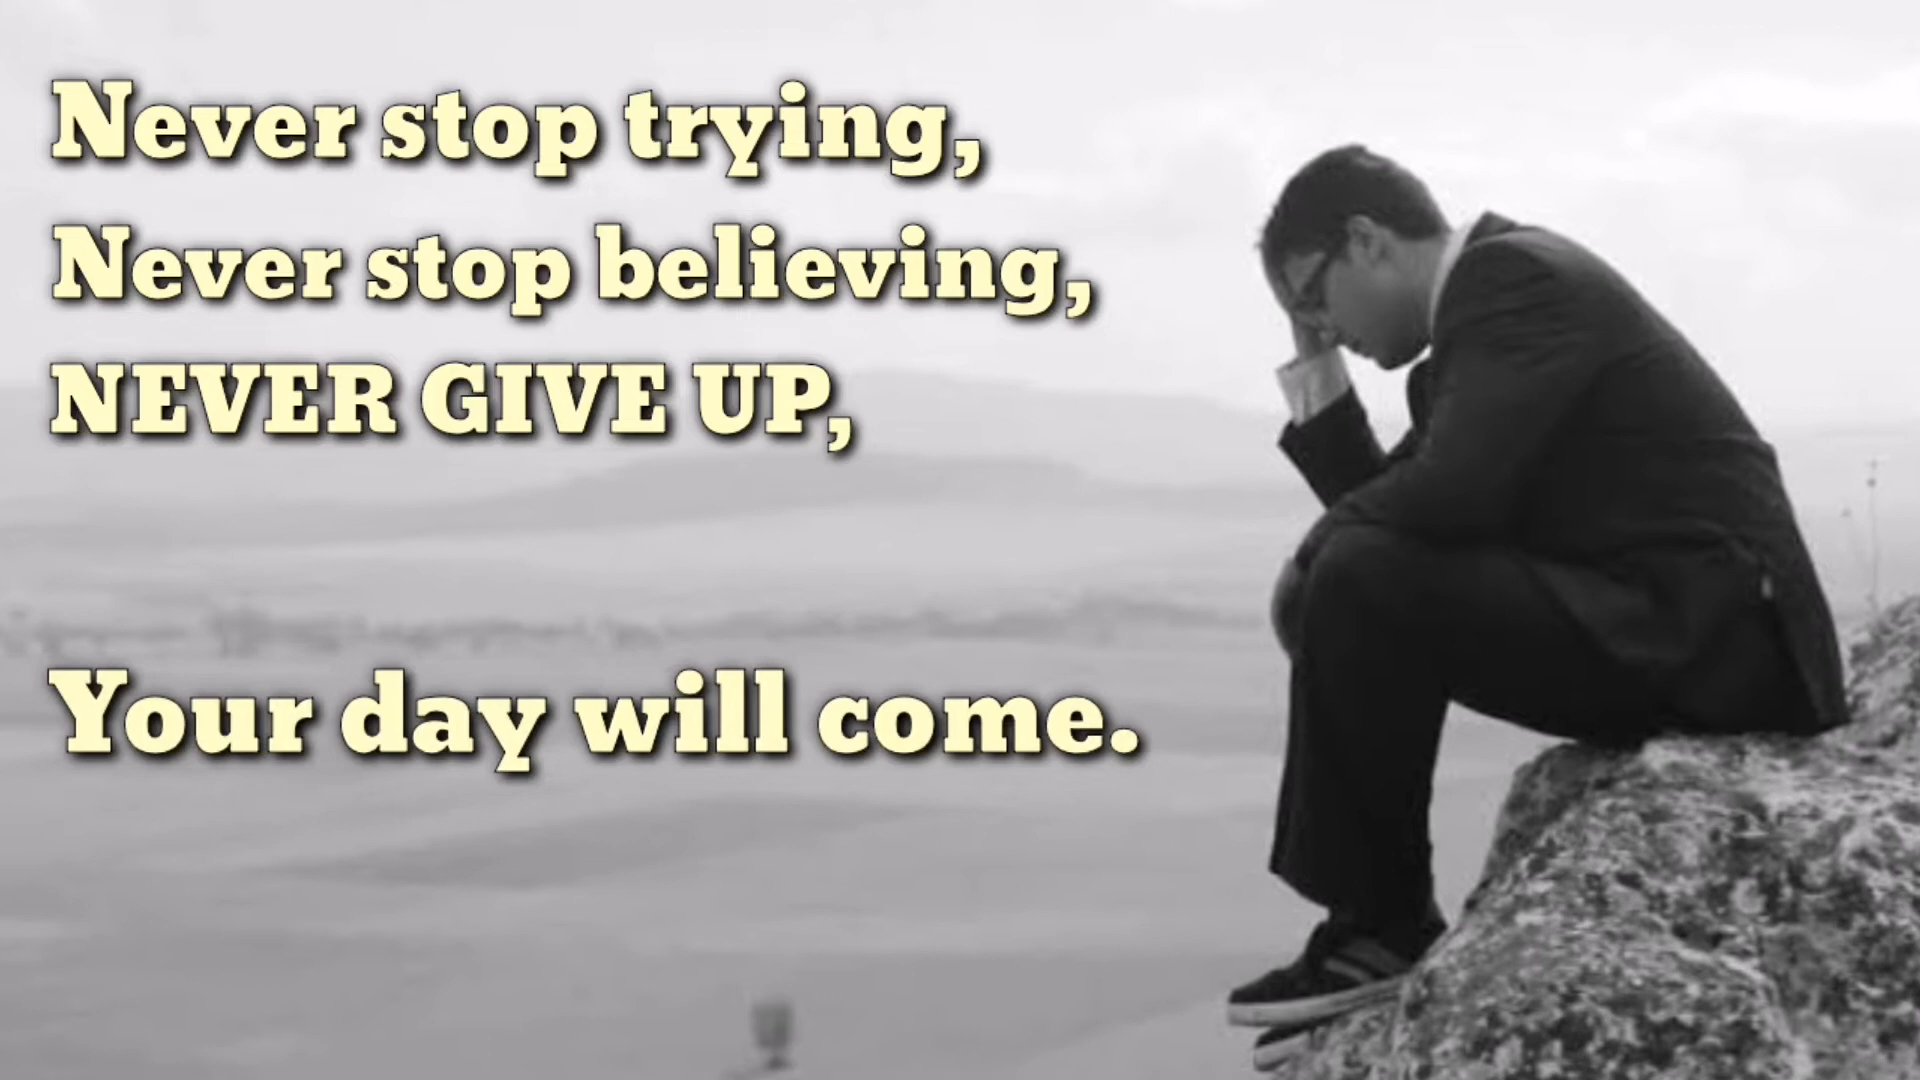 Never stop trying,
Never stop believing,
NEVER GIVE UP,
Your day will come.